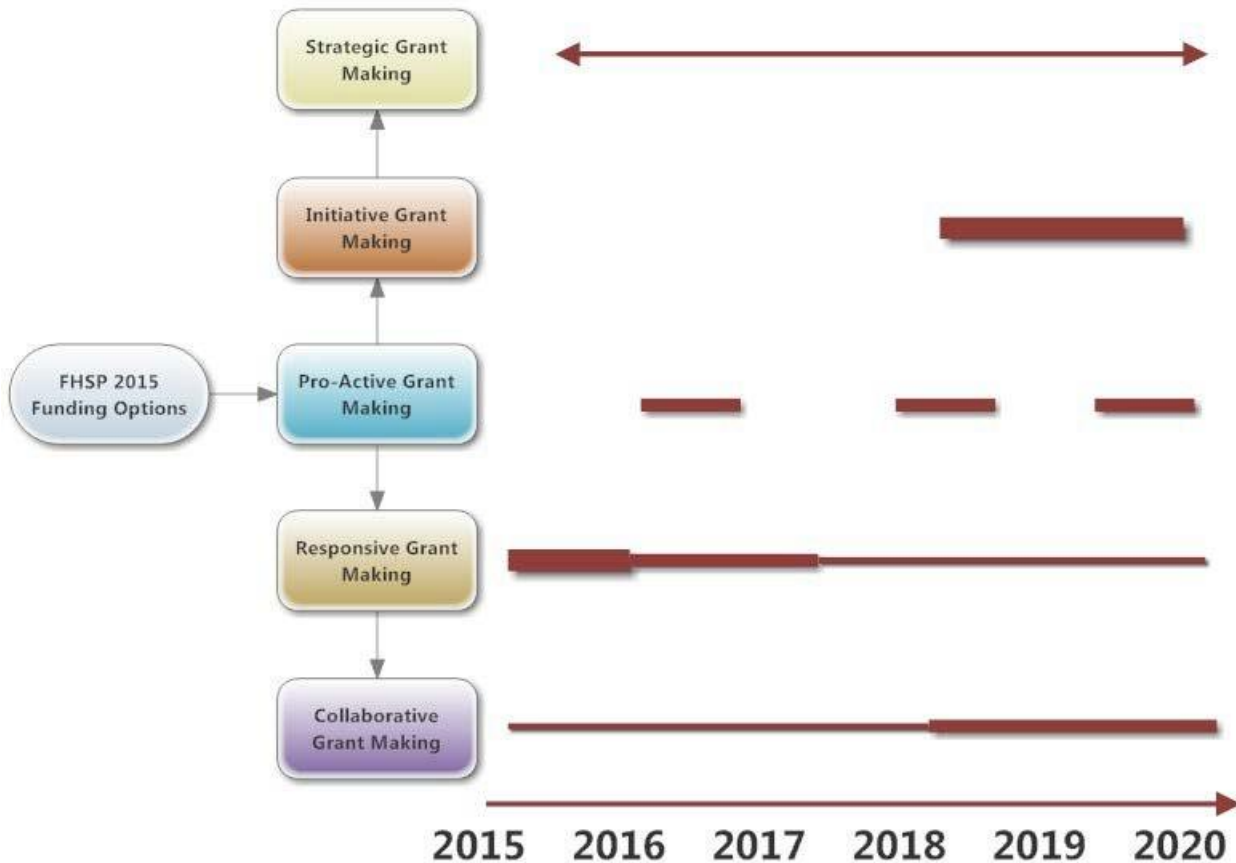 Strategic Grant
Making
Initiative Grant
Making
FHSP 2015
Funding Options
Pro-Active Grant
Making
Responsive Grant
Making
Collaborative
Grant Making
2015 2016 2017 2018 2019 2020